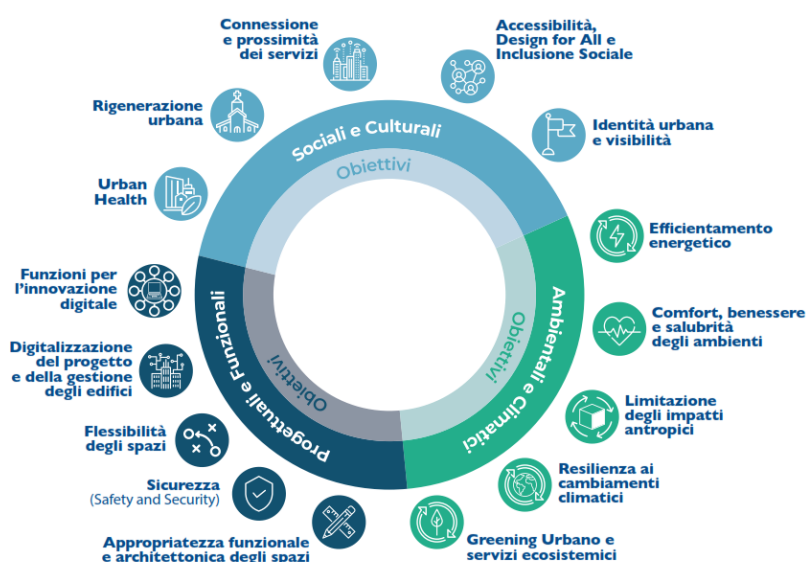 Connessione
e prossimità
dei servizi
Accessibilità,
Design for All e
Inclusione Sociale
Rigenerazione
urbana
Identità urbana
e visibilità
Urban
Health
Sociali e Culturali
Obiettivi
Efficientamento
energetico
Comfort, benessere
e salubrità
degli ambienti
Limitazione
degli impatti
antropici
Resilienza ai
cambiamenti
climatici
Greening Urbano e
servizi ecosistemici
Ambientali e Climatici
Obiettivi
Funzioni per
l'innovazione
digitale
Digitalizzazione
del progetto
e della gestione
degli edifici
Flessibilità
degli spazi
Sicurezza
(Safety and Security)
Appropriatezza funzionale
e architettonica degli spazi
Progettuali e Funzionali
Obiettivi